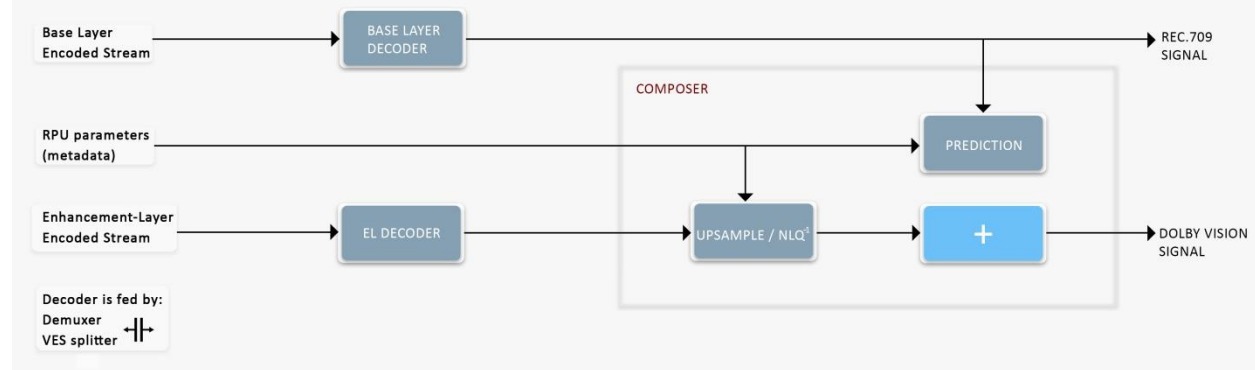 Base Layer
Encoded Stream
BASE LAYER
DECODER
REC.709
SIGNAL
COMPOSER
RPU parameters
(metadata)
PREDICTION
Enhancement-Layer
Encoded Stream
EL DECODER
UPSAMPLE / NLQ⁻¹
+
DOLBY VISION
SIGNAL
Decoder is fed by:
Demuxer
VES splitter